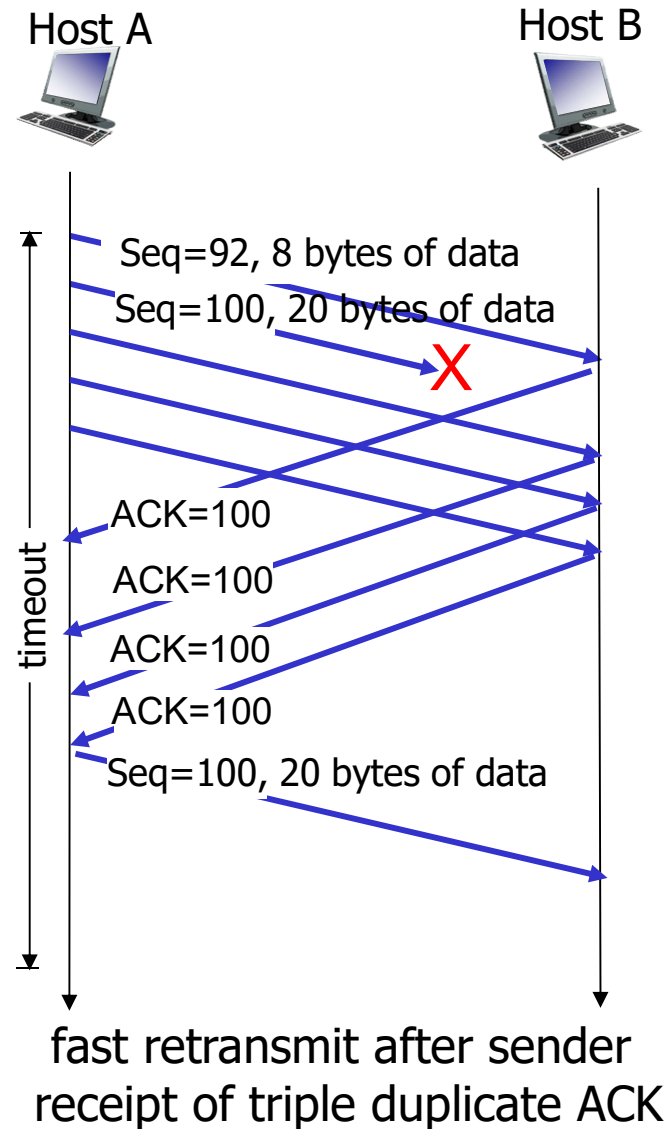 Host A
Host B
Seq=92, 8 bytes of data
Seq=100, 20 bytes of data
X
ACK=100
ACK=100
ACK=100
ACK=100
timeout
Seq=100, 20 bytes of data
fast retransmit after sender
receipt of triple duplicate ACK